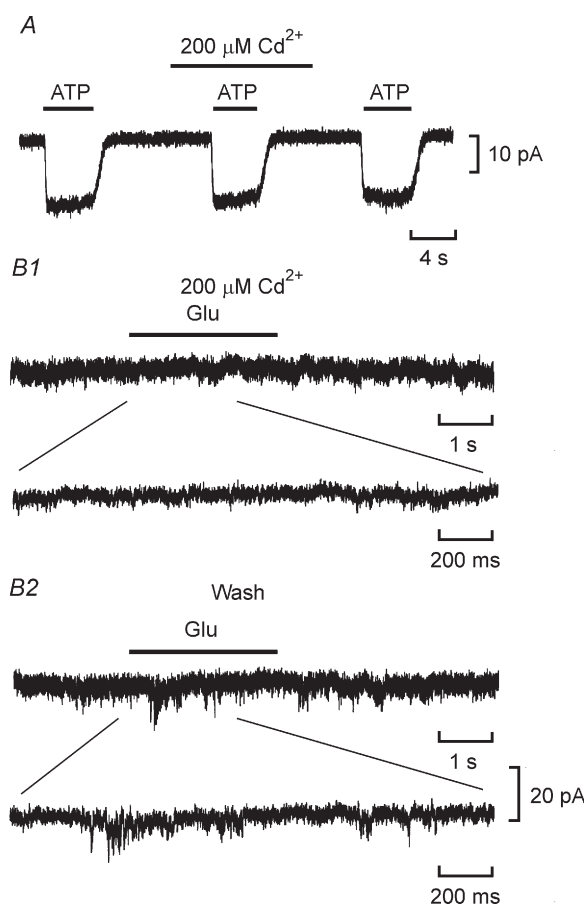 A
200 μM Cd²⁺
ATP ATP ATP
10 pA
4 s
B1
200 μM Cd²⁺
Glu
1 s
200 ms
B2
Wash
Glu
1 s
20 pA
200 ms